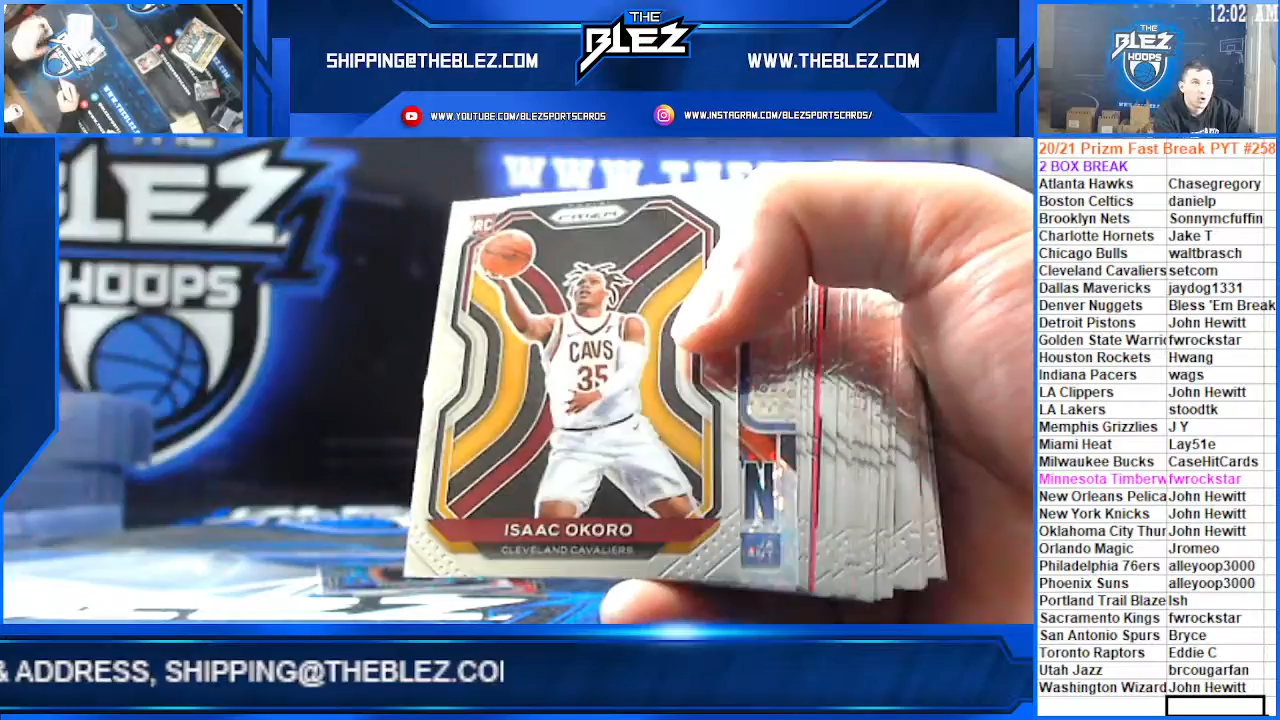 THE
BLEZ
SHIPPING@THEBLEZ.COM
WWW.THEBLEZ.COM
WWW.YOUTUBE.COM/BLEZSPORTSCARDS
WWW.INSTAGRAM.COM/BLEZSPORTSCARDS/
12:02 AM
THE
BLEZ
HOOPS
20/21 Prizm Fast Break PYT #258
2 BOX BREAK
Atlanta Hawks Chasegregory
Boston Celtics danielp
Brooklyn Nets Sonnymcfuffin
Charlotte Hornets Jake T
Chicago Bulls waltbrasch
Cleveland Cavaliers setcom
Dallas Mavericks jaydog1331
Denver Nuggets Bless 'Em Break
Detroit Pistons John Hewitt
Golden State Warri fwrockstar
Houston Rockets Hwang
Indiana Pacers wags
LA Clippers John Hewitt
LA Lakers stoodtk
Memphis Grizzlies J Y
Miami Heat Lay51e
Milwaukee Bucks CaseHitCards
Minnesota Timberw fwrockstar
New Orleans Pelica John Hewitt
New York Knicks John Hewitt
Oklahoma City Thun John Hewitt
Orlando Magic Jromeo
Philadelphia 76ers alleyoop3000
Phoenix Suns alleyoop3000
Portland Trail Blaze Ish
Sacramento Kings fwrockstar
San Antonio Spurs Bryce
Toronto Raptors Eddie C
Utah Jazz brcougarfan
Washington Wizard John Hewitt
BLEZ
HOOPS
1
WWW.THE
RC
PRIZM
CAVS
35
ISAAC OKORO
CLEVELAND CAVALIERS
& ADDRESS, SHIPPING@THEBLEZ.COI